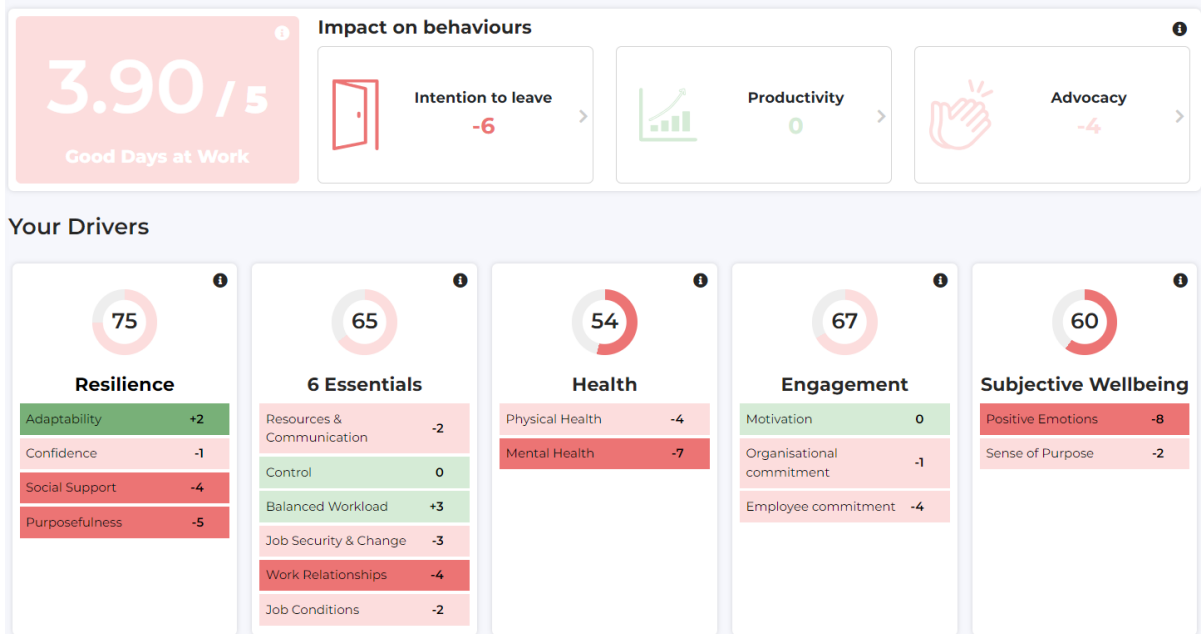 3.90 / 5
Good Days at Work
Impact on behaviours
Intention to leave
-6
Productivity
0
Advocacy
-4
Your Drivers
75
Resilience
Adaptability +2
Confidence -1
Social Support -4
Purposefulness -5
65
6 Essentials
Resources &
Communication -2
Control 0
Balanced Workload +3
Job Security & Change -3
Work Relationships -4
Job Conditions -2
54
Health
Physical Health -4
Mental Health -7
67
Engagement
Motivation 0
Organisational
commitment -1
Employee commitment -4
60
Subjective Wellbeing
Positive Emotions -8
Sense of Purpose -2